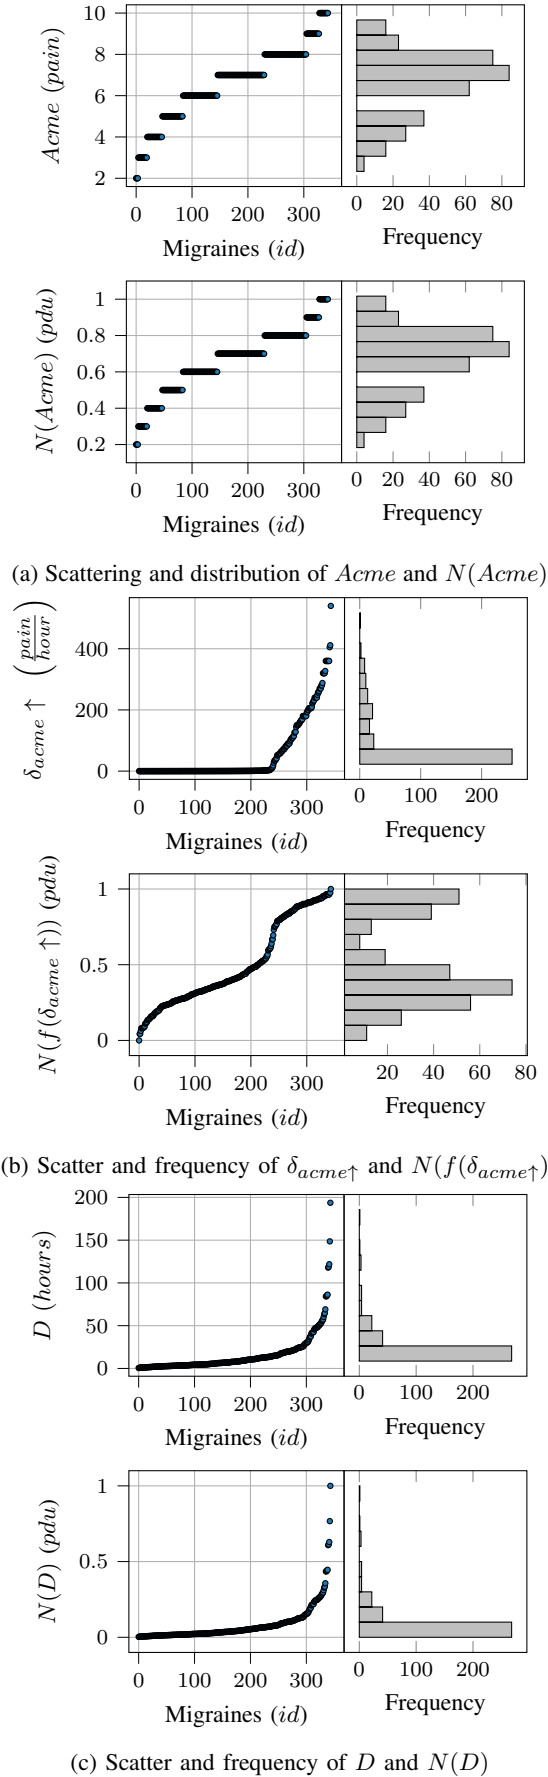 10
8
6
4
2
Acme (pain)
0 100 200 300
0 20 40 60 80
Migraines (id)
Frequency
1
0.8
0.6
0.4
0.2
N(Acme) (pdu)
0 100 200 300
0 20 40 60 80
Migraines (id)
Frequency
(a) Scattering and distribution of Acme and N(Acme)
400
200
0
δacme ↑ (pain/hour)
0 100 200 300
0 100 200
Migraines (id)
Frequency
1
0.5
0
N(f(δacme ↑))) (pdu)
0 100 200 300
20 40 60 80
Migraines (id)
Frequency
(b) Scatter and frequency of δacme↑ and N(f(δacme↑)
200
150
100
50
0
D (hours)
0 100 200 300
0 100 200
Migraines (id)
Frequency
1
0.5
0
N(D) (pdu)
0 100 200 300
0 100 200
Migraines (id)
Frequency
(c) Scatter and frequency of D and N(D)